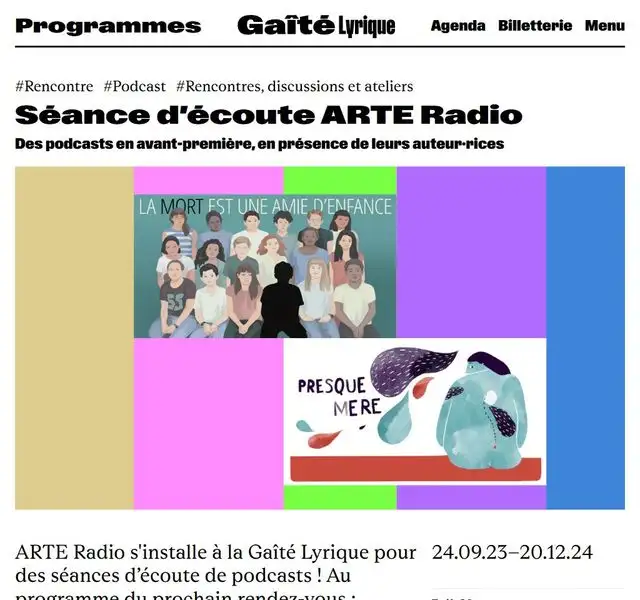 Programmes
Gaîté Lyrique
Agenda Billetterie Menu
#Rencontre #Podcast #Rencontres, discussions et ateliers
Séance d'écoute ARTE Radio
Des podcasts en avant-première, en présence de leurs auteur·rices
LA MORT EST UNE AMIE D'ENFANCE
PRESQUE
MERE
ARTE Radio s'installe à la Gaîté Lyrique pour
des séances d’écoute de podcasts ! Au
programme du prochain rendez-vous :
24.09.23–20.12.24